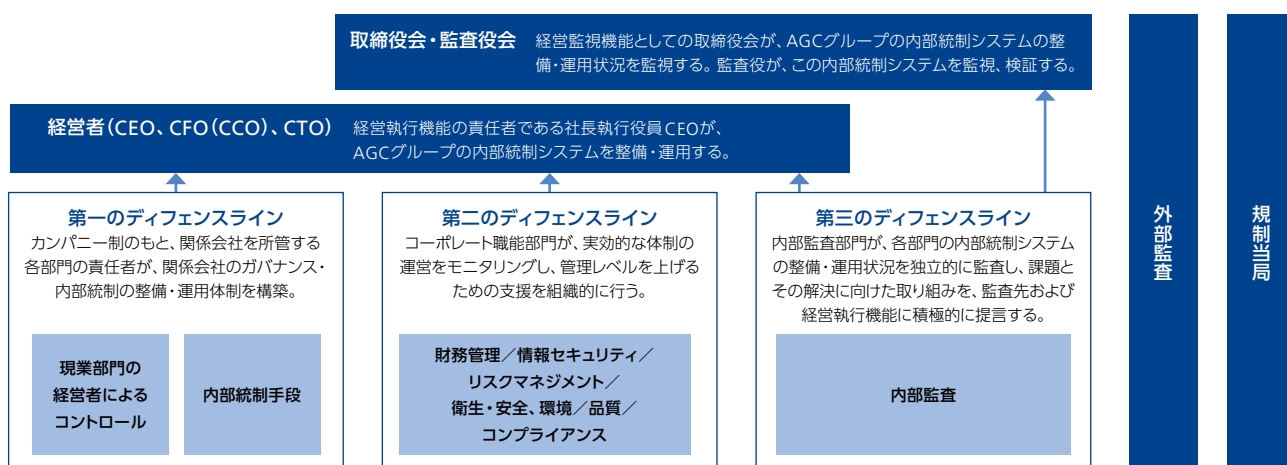 取締役会・監査役会
経営監視機能としての取締役会が、AGCグループの内部統制システムの整
備・運用状況を監視する。監査役が、この内部統制システムを監視、検証する。
経営者(CEO、CFO(CCO)、CTO)
経営執行機能の責任者である社長執行役員CEOが、
AGCグループの内部統制システムを整備・運用する。
第一のディフェンスライン
カンパニー制のもと、関係会社を所管する
各部門の責任者が、関係会社のガバナンス・
内部統制の整備・運用体制を構築。
現業部門の
経営者による
コントロール
内部統制手段
第二のディフェンスライン
コーポレート職能部門が、実効的な体制の
運営をモニタリングし、管理レベルを上げる
ための支援を組織的に行う。
財務管理/情報セキュリティ/
リスクマネジメント/
衛生・安全、環境/品質/
コンプライアンス
第三のディフェンスライン
内部監査部門が、各部門の内部統制システム
の整備・運用状況を独立的に監査し、課題と
その解決に向けた取り組みを、監査先および
経営執行機能に積極的に提言する。
内部監査
外部監査
規制当局